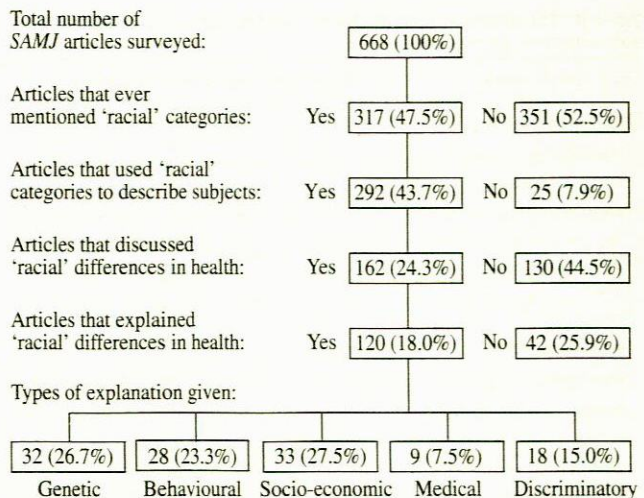 Total number of
SAMJ articles surveyed: 668 (100%)
Articles that ever
mentioned ‘racial’ categories: Yes 317 (47.5%) No 351 (52.5%)
Articles that used ‘racial’
categories to describe subjects: Yes 292 (43.7%) No 25 (7.9%)
Articles that discussed
‘racial’ differences in health: Yes 162 (24.3%) No 130 (44.5%)
Articles that explained
‘racial’ differences in health: Yes 120 (18.0%) No 42 (25.9%)
Types of explanation given:
32 (26.7%) 28 (23.3%) 33 (27.5%) 9 (7.5%) 18 (15.0%)
Genetic Behavioural Socio-economic Medical Discriminatory